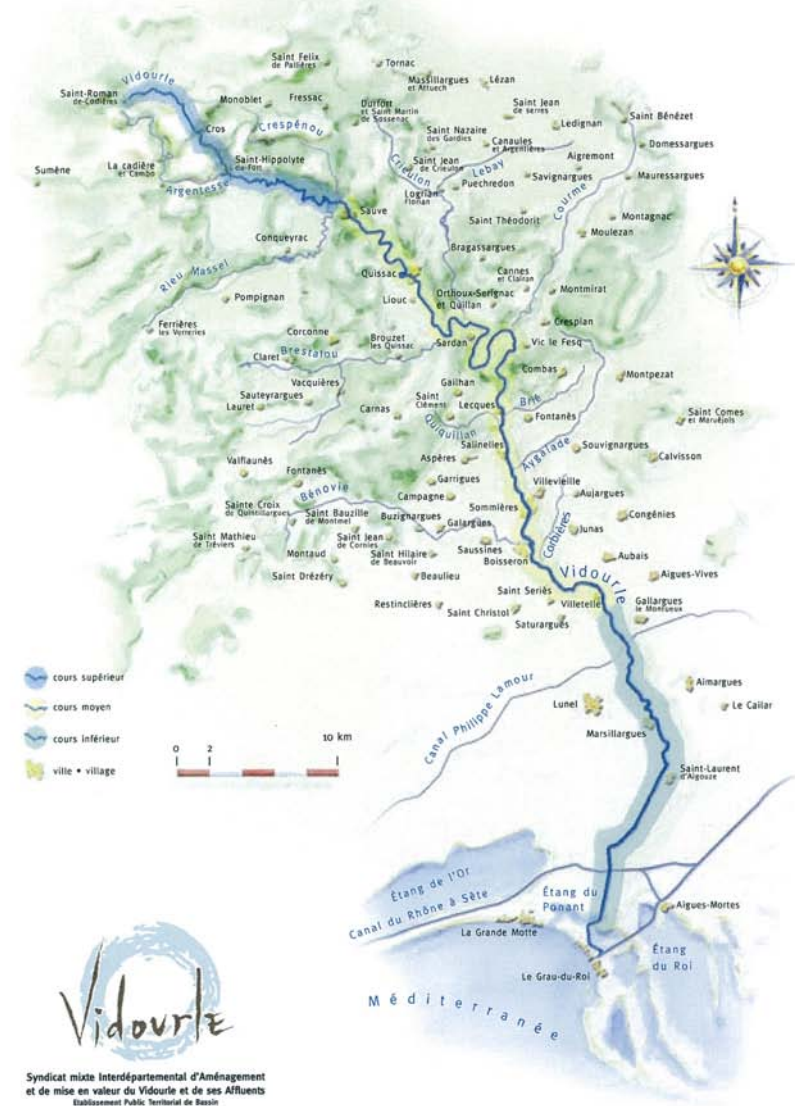 Vidourle
Saint-Roman
de-Codières
Saint Felix
de Pallières
Tornac
Massillargues
et Attuech
Lézan
Monoblet
Fressac
Durfort
et Saint Martin
de Sossenac
Saint Jean
de serres
Ledignan
Saint Bénézet
Cros
Crespénou
Saint Nazaire
des Gardies
Canaules
et Argentières
Domessargues
Sumène
La cadière
et Cambo
Saint-Hippolyte
du-Fort
Argentesse
Crieulon
Saint Jean
de Crieulon
Lebay
Aigremont
Logrian
Florian
Puechredon
Savignargues
Mauressargues
Courme
Sauve
Saint Théodorit
Montagnac
Moulezan
Conqueyrac
Bragassargues
Rieu Massel
Quissac
Cannes
et Clairan
Pompignan
Liouc
Orthoux-Serignac
et Quillan
Montmirat
Ferrières
les Verreries
Corconne
Crespian
Brouzet
les Quissac
Sardan
Vic le Fesq
Claret
Brestalou
Combas
Montpezat
Vacquières
Gailhan
Sauteyrargues
Lauret
Carnas
Saint
Clément
Lecques
Brié
Fontanès
Saint Comes
et Maruéjols
Quiquillan
Salinelles
Aygalade
Souvignargues
Calvisson
Valflaunès
Aspères
Fontanès
Garrigues
Villevieille
Bénovie
Campagne
Aujargues
Sainte Croix
de Quintillargues
Saint Bauzille
de Montmel
Buzignargues
Sommières
Congénies
Galargues
Corbières
Junas
Saint Mathieu
de Tréviers
Saint Jean
de Cornies
Montaud
Saint Hilaire
de Beauvoir
Saussines
Boisseron
Aubais
Saint Drézéry
Beaulieu
Vidourle
Aigues-Vives
Saint Seriès
Restinclières
Saint Christol
Villetelle
Gallargues
le Montueux
Saturargues
cours supérieur
cours moyen
cours inférieur
ville • village
0 2 10 km
Canal Philippe Lamour
Aimargues
Lunel
Le Cailar
Marsillargues
Saint-Laurent
d'Aigouze
Étang de l'Or
Canal du Rhône à Sète
Étang du
Ponant
Aigues-Mortes
La Grande Motte
Étang
du Roi
Le Grau-du-Roi
Méditerranée
Vidourle
Syndicat mixte Interdépartemental d'Aménagement
et de mise en valeur du Vidourle et de ses Affluents
Etablissement Public Territorial de Bassin